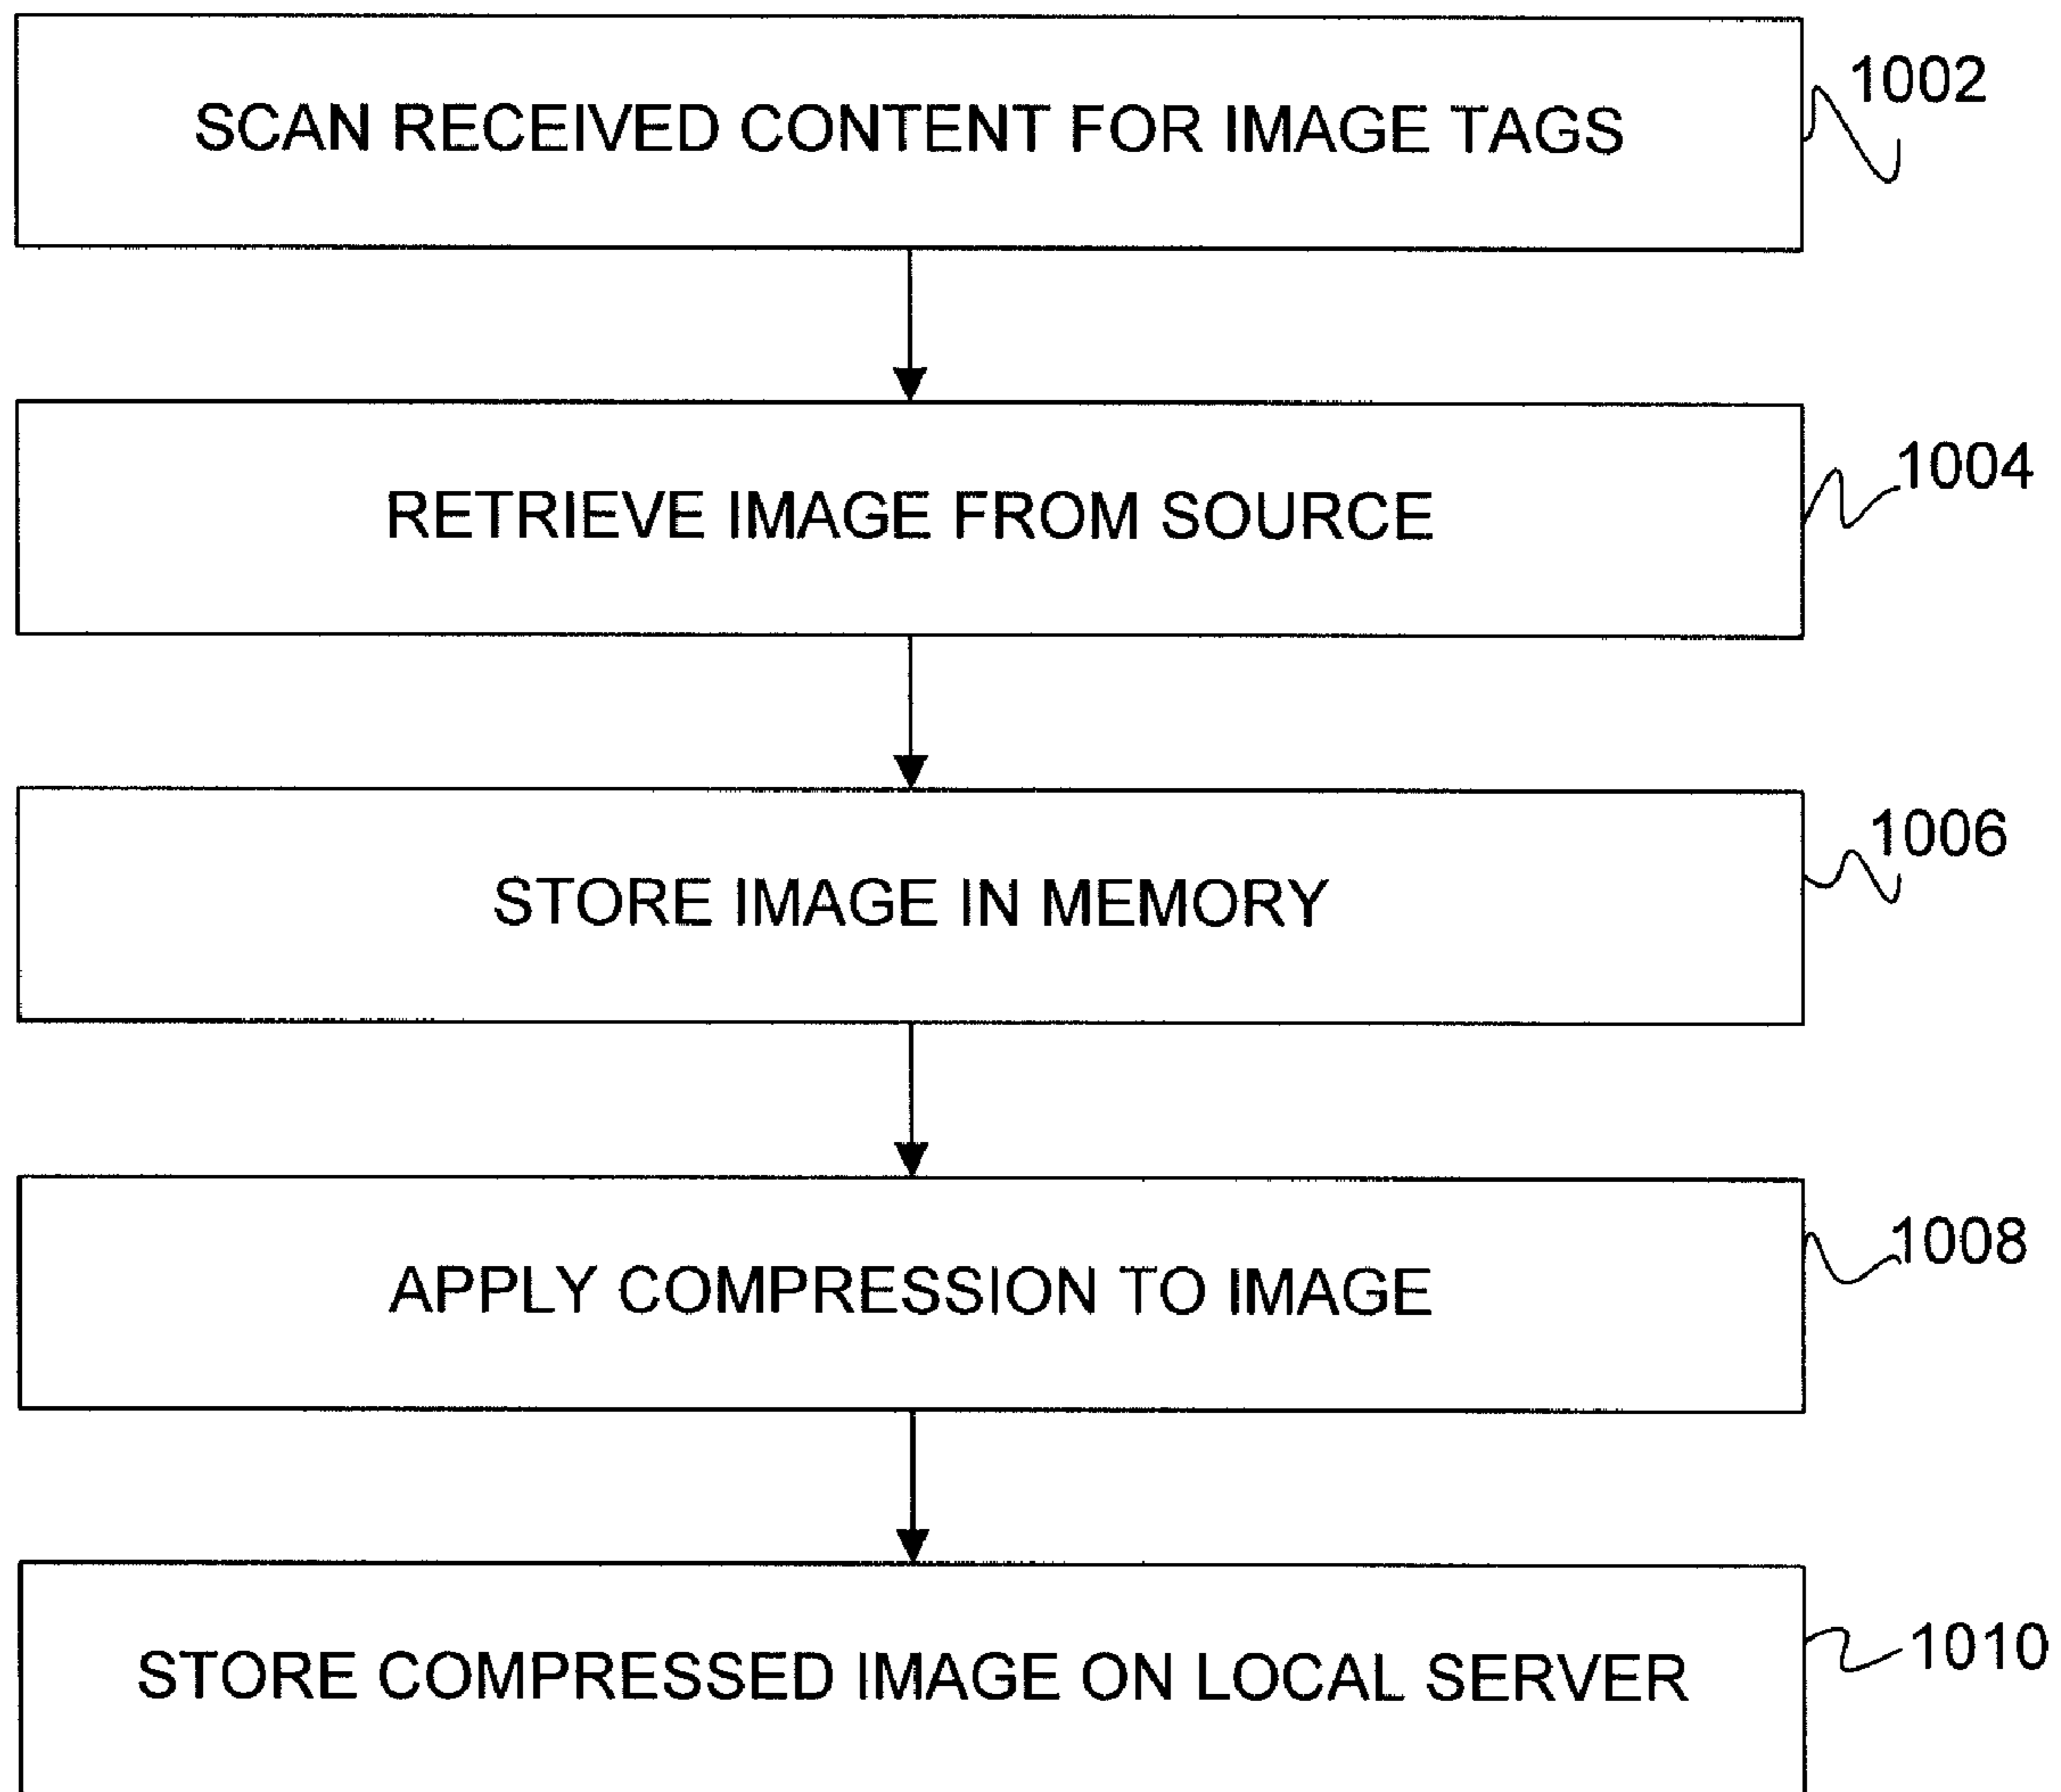 SCAN RECEIVED CONTENT FOR IMAGE TAGS
1002
RETRIEVE IMAGE FROM SOURCE
1004
STORE IMAGE IN MEMORY
1006
APPLY COMPRESSION TO IMAGE
1008
STORE COMPRESSED IMAGE ON LOCAL SERVER
1010